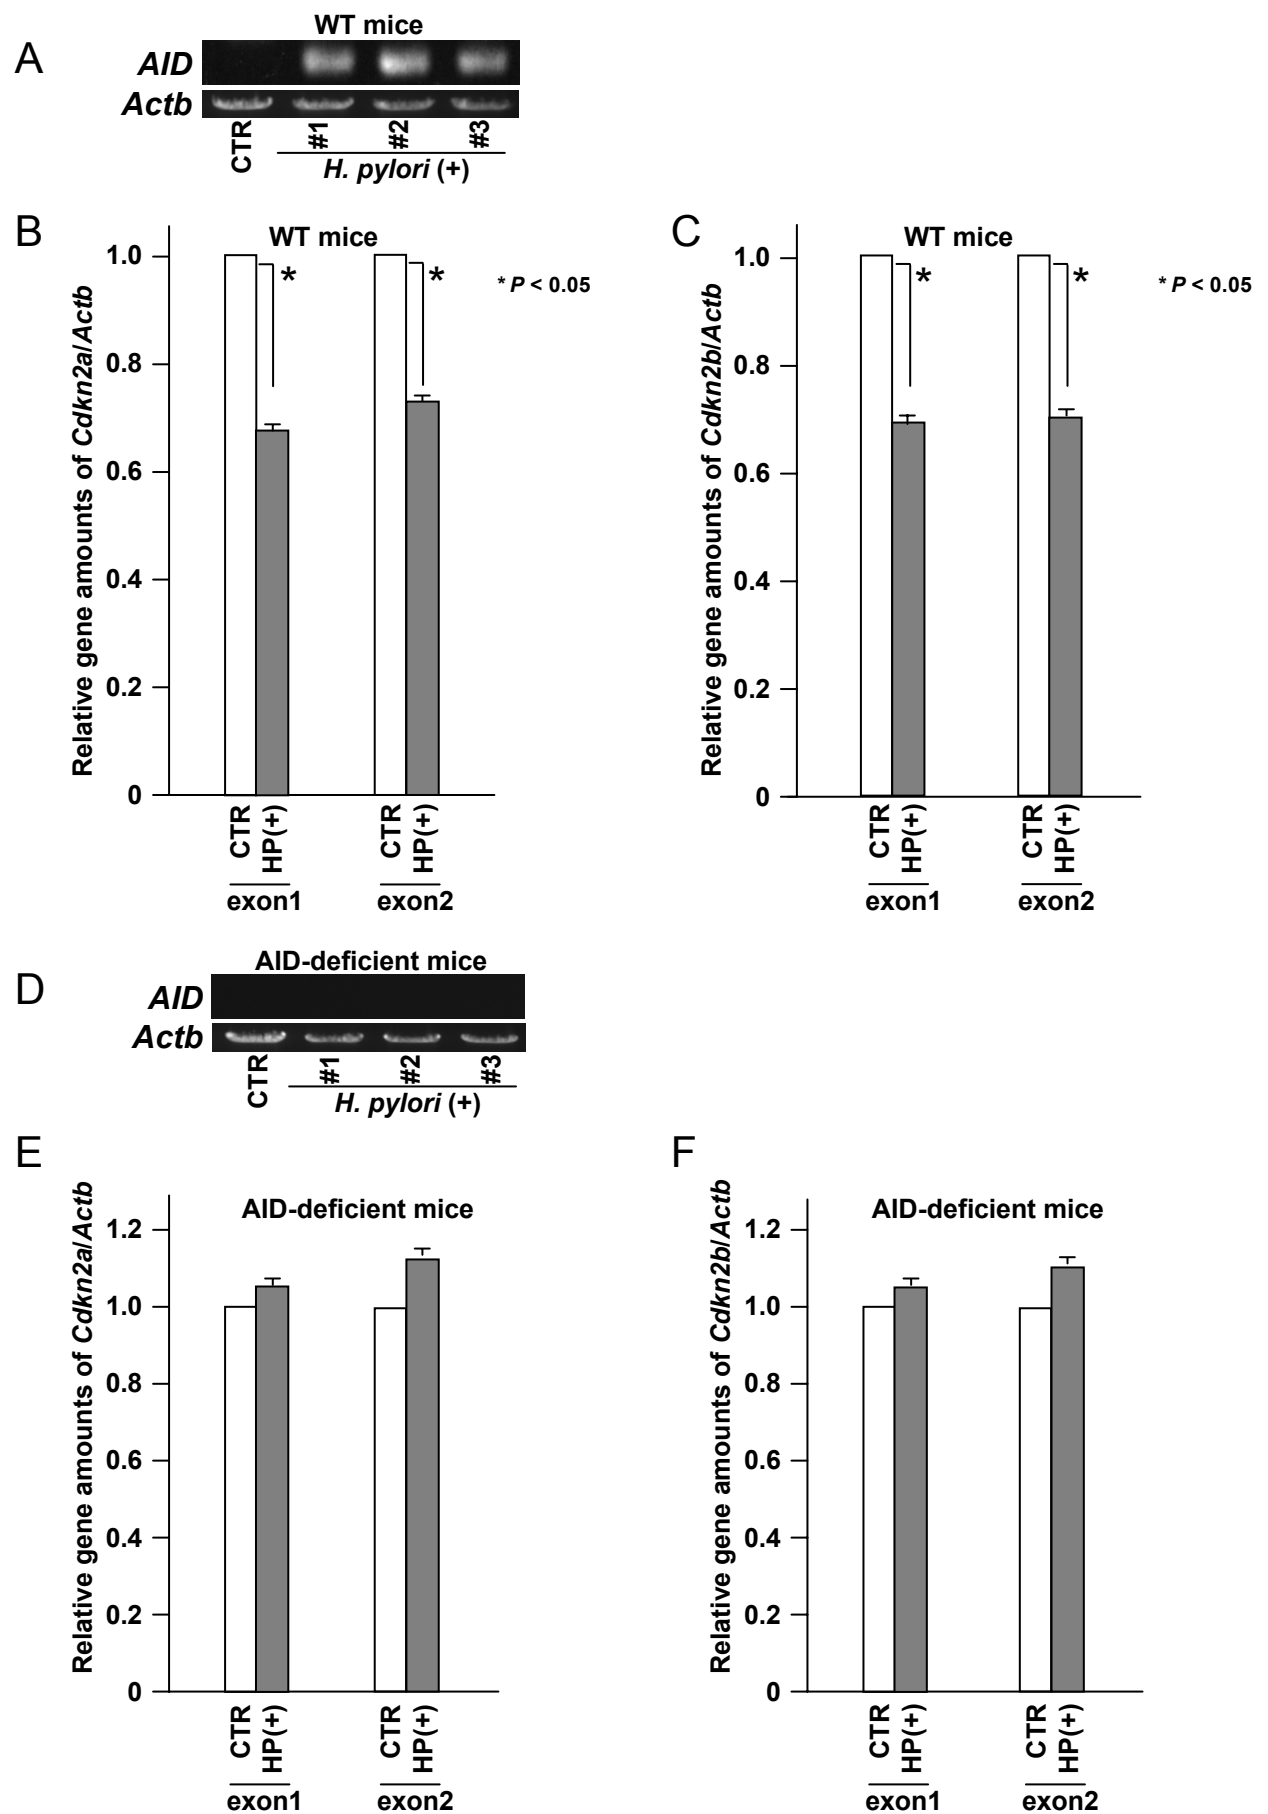 A
WT mice
AID
Actb
CTR
#1
#2
#3
H. pylori (+)
B
WT mice
* P < 0.05
Relative gene amounts of Cdkn2a/Actb
1.0
0.8
0.6
0.4
0.2
0
*
*
CTR
HP(+)
CTR
HP(+)
exon1
exon2
C
WT mice
* P < 0.05
Relative gene amounts of Cdkn2b/Actb
1.0
0.8
0.6
0.4
0.2
0
*
*
CTR
HP(+)
CTR
HP(+)
exon1
exon2
D
AID-deficient mice
AID
Actb
CTR
#1
#2
#3
H. pylori (+)
E
AID-deficient mice
Relative gene amounts of Cdkn2a/Actb
1.2
1.0
0.8
0.6
0.4
0.2
0
CTR
HP(+)
CTR
HP(+)
exon1
exon2
F
AID-deficient mice
Relative gene amounts of Cdkn2b/Actb
1.2
1.0
0.8
0.6
0.4
0.2
0
CTR
HP(+)
CTR
HP(+)
exon1
exon2